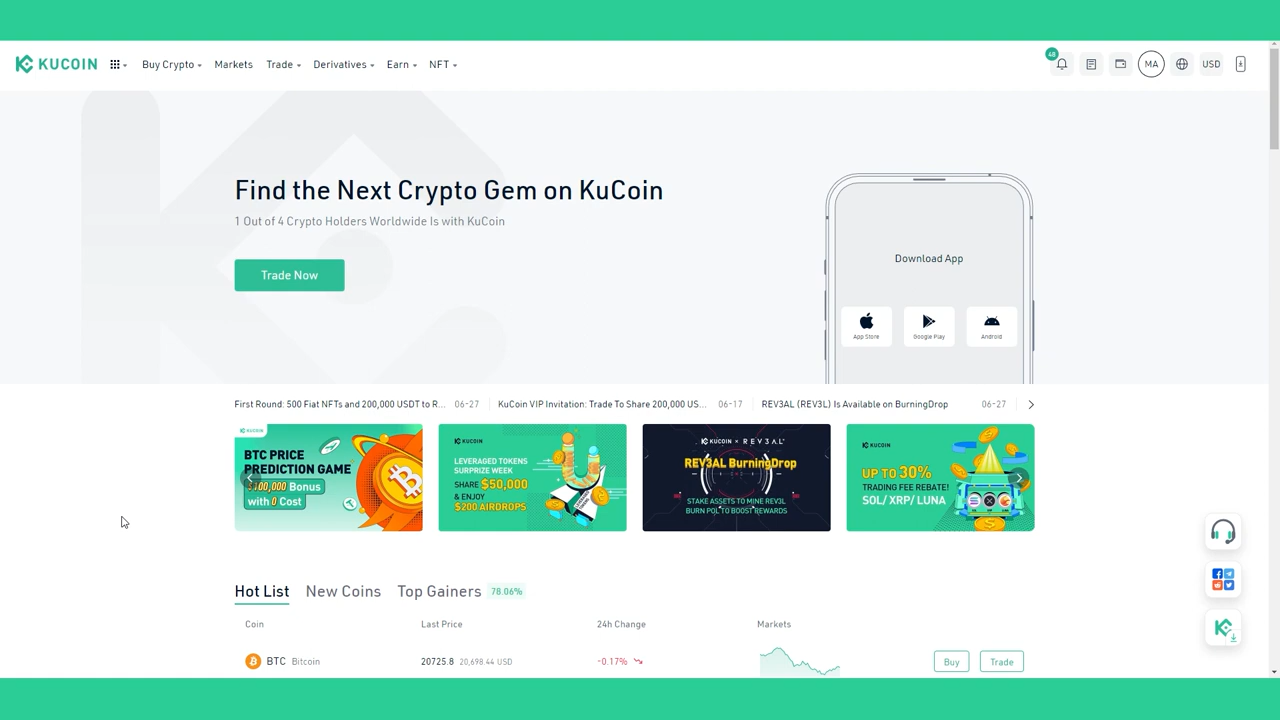 KUCOIN
Buy Crypto
Markets
Trade
Derivatives
Earn
NFT
48
MA
USD
Find the Next Crypto Gem on KuCoin
1 Out of 4 Crypto Holders Worldwide Is with KuCoin
Trade Now
Download App
App Store
Google Play
Android
First Round: 500 Fiat NFTs and 200,000 USDT to R... 06-27
KuCoin VIP Invitation: Trade To Share 200,000 US... 06-17
REV3AL (REV3L) Is Available on BurningDrop 06-27
KUCOIN
BTC PRICE
PREDICTION GAME
$100,000 Bonus
with 0 Cost
KUCOIN
LEVERAGED TOKENS
SURPRIZE WEEK
SHARE $50,000
& ENJOY
$200 AIRDROPS
KUCOIN × REV3AL
REV3AL BurningDrop
STAKE ASSETS TO MINE REV3L
BURN POL TO BOOST REWARDS
KUCOIN
UP TO 30%
TRADING FEE REBATE!
SOL/ XRP/ LUNA
Hot List
New Coins
Top Gainers
78.06%
Coin
Last Price
24h Change
Markets
BTC Bitcoin
20725.8 20,698.44 USD
-0.17%
Buy
Trade